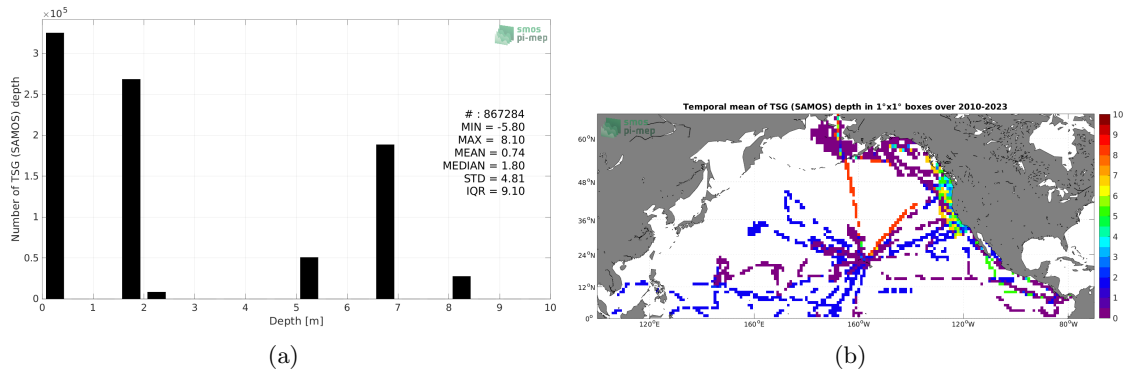 ×10⁵
3
2.5
2
1.5
1
0.5
0
Number of TSG (SAMOS) depth
0 1 2 3 4 5 6 7 8 9 10
Depth [m]
smos
pi-mep
# : 867284
MIN = -5.80
MAX = 8.10
MEAN = 0.74
MEDIAN = 1.80
STD = 4.81
IQR = 9.10
(a)
Temporal mean of TSG (SAMOS) depth in 1°x1° boxes over 2010-2023
smos
pi-mep
60°N
48°N
36°N
24°N
12°N
0°
120°E 160°E 160°W 120°W 80°W
10
9
8
7
6
5
4
3
2
1
0
(b)